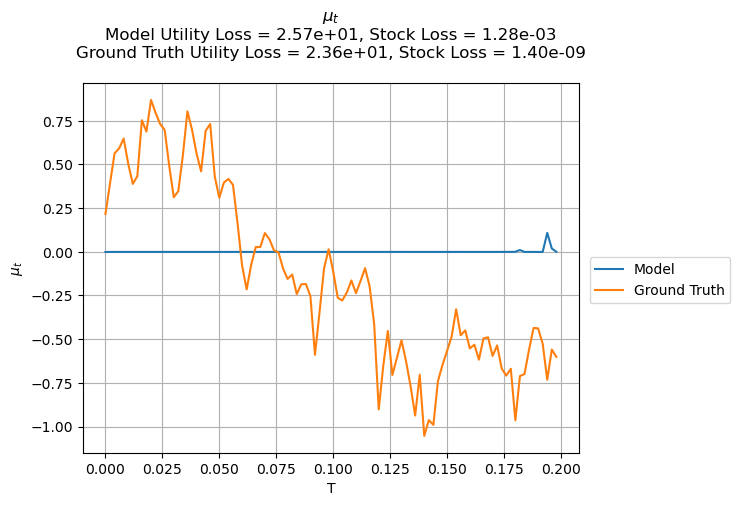 μₜ
Model Utility Loss = 2.57e+01, Stock Loss = 1.28e-03
Ground Truth Utility Loss = 2.36e+01, Stock Loss = 1.40e-09
0.75
0.50
0.25
0.00
−0.25
−0.50
−0.75
−1.00
μₜ
0.000
0.025
0.050
0.075
0.100
0.125
0.150
0.175
0.200
T
Model
Ground Truth